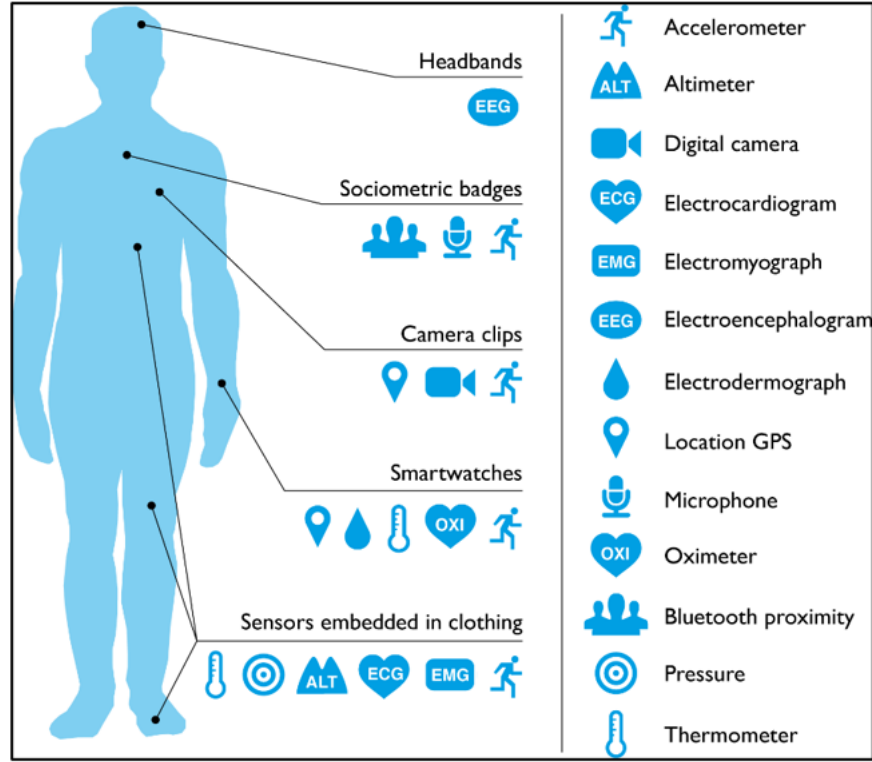 Headbands
EEG
Sociometric badges
Camera clips
Smartwatches
OXI
Sensors embedded in clothing
ALT ECG EMG
Accelerometer
ALT Altimeter
Digital camera
ECG Electrocardiogram
EMG Electromyograph
EEG Electroencephalogram
Electrodermograph
Location GPS
Microphone
OXI Oximeter
Bluetooth proximity
Pressure
Thermometer